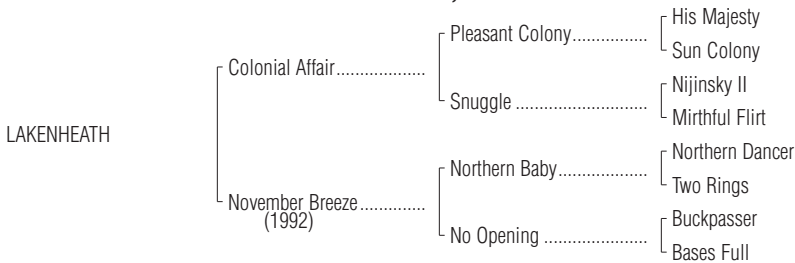 His Majesty
Pleasant Colony................
Sun Colony
Colonial Affair...................
Nijinsky II
Snuggle ............................
Mirthful Flirt
LAKENHEATH
Northern Dancer
Northern Baby...................
Two Rings
November Breeze..............
(1992)
Buckpasser
No Opening ......................
Bases Full